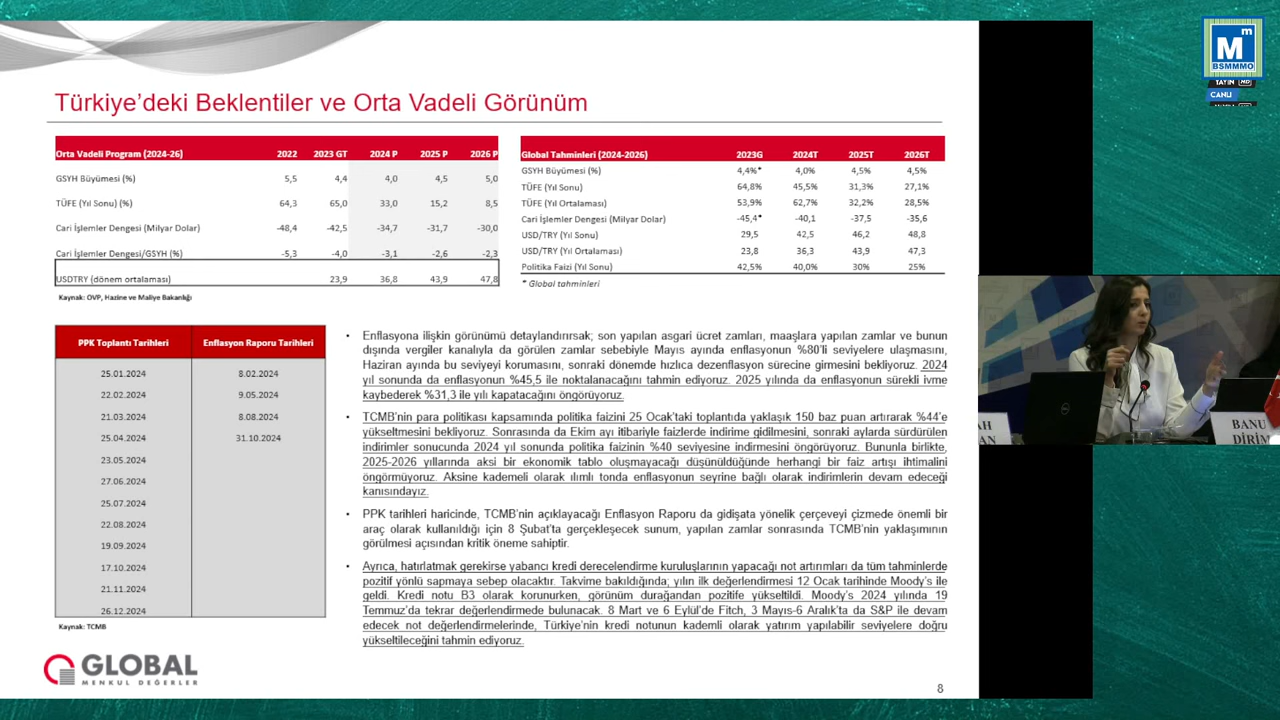 Türkiye’deki Beklentiler ve Orta Vadeli Görünüm
Orta Vadeli Program (2024-26) 2022 2023 GT 2024 P 2025 P 2026 P
GSYH Büyümesi (%) 5,5 4,4 4,0 4,5 5,0
TÜFE (Yıl Sonu) (%) 64,3 65,0 33,0 15,2 8,5
Cari İşlemler Dengesi (Milyar Dolar) -48,4 -42,5 -34,7 -31,7 -30,0
Cari İşlemler Dengesi/GSYH (%) -5,3 -4,0 -3,1 -2,6 -2,3
USDTRY (dönem ortalaması) 23,9 36,8 43,9 47,8
Kaynak: OVP, Hazine ve Maliye Bakanlığı
Global Tahminleri (2024-2026) 2023G 2024T 2025T 2026T
GSYH Büyümesi (%) 4,4%* 4,0% 4,5% 4,5%
TÜFE (Yıl Sonu) 64,8% 45,5% 31,3% 27,1%
TÜFE (Yıl Ortalaması) 53,9% 62,7% 32,2% 28,5%
Cari İşlemler Dengesi (Milyar Dolar) -45,4* -40,1 -37,5 -35,6
USD/TRY (Yıl Sonu) 29,5 42,5 46,2 48,8
USD/TRY (Yıl Ortalaması) 23,8 36,3 43,9 47,3
Politika Faizi (Yıl Sonu) 42,5% 40,0% 30% 25%
* Global tahminleri
PPK Toplantı Tarihleri Enflasyon Raporu Tarihleri
25.01.2024 8.02.2024
22.02.2024 9.05.2024
21.03.2024 8.08.2024
25.04.2024 31.10.2024
23.05.2024
27.06.2024
25.07.2024
22.08.2024
19.09.2024
17.10.2024
21.11.2024
26.12.2024
Kaynak: TCMB
• Enflasyona ilişkin görünümü detaylandırırsak; son yapılan asgari ücret zamları, maaşlara yapılan zamlar ve bunun
dışında vergiler kanalıyla da görülen zamlar sebebiyle Mayıs ayında enflasyonun %80’li seviyelere ulaşmasını,
Haziran ayında bu seviyeyi korumasını, sonraki dönemde hızlıca dezenflasyon sürecine girmesini bekliyoruz. 2024
yıl sonunda da enflasyonun %45,5 ile noktalanacağını tahmin ediyoruz. 2025 yılında da enflasyonun sürekli ivme
kaybederek %31,3 ile yılı kapatacağını öngörüyoruz.
• TCMB’nin para politikası kapsamında politika faizini 25 Ocak’taki toplantıda yaklaşık 150 baz puan artırarak %44’e
yükseltmesini bekliyoruz. Sonrasında da Ekim ayı itibariyle faizlerde indirime gidilmesini, sonraki aylarda sürdürülen
indirimler sonucunda 2024 yıl sonunda politika faizinin %40 seviyesine indirmesini öngörüyoruz. Bununla birlikte,
2025-2026 yıllarında aksi bir ekonomik tablo oluşmayacağı düşünüldüğünde herhangi bir faiz artışı ihtimalini
öngörmüyoruz. Aksine kademeli olarak ılımlı tonda enflasyonun seyrine bağlı olarak indirimlerin devam edeceği
kanısındayız.
• PPK tarihleri haricinde, TCMB’nin açıklayacağı Enflasyon Raporu da gidişata yönelik çerçeveyi çizmede önemli bir
araç olarak kullanıldığı için 8 Şubat’ta gerçekleşecek sunum, yapılan zamlar sonrasında TCMB’nin yaklaşımının
görülmesi açısından kritik öneme sahiptir.
• Ayrıca, hatırlatmak gerekirse yabancı kredi derecelendirme kuruluşlarının yapacağı not artırımları da tüm tahminlerde
pozitif yönlü sapmaya sebep olacaktır. Takvime bakıldığında; yılın ilk değerlendirmesi 12 Ocak tarihinde Moody’s ile
geldi. Kredi notu B3 olarak korunurken, görünüm durağandan pozitife yükseltildi. Moody’s 2024 yılında 19
Temmuz’da tekrar değerlendirmede bulunacak. 8 Mart ve 6 Eylül’de Fitch, 3 Mayıs-6 Aralık’ta da S&P ile devam
edecek not değerlendirmelerinde, Türkiye’nin kredi notunun kademli olarak yatırım yapılabilir seviyelere doğru
yükseltileceğini tahmin ediyoruz.
GLOBAL
MENKUL DEĞERLER
8
M m
BSMMMO
YAYIN HD
CANLI
BANU